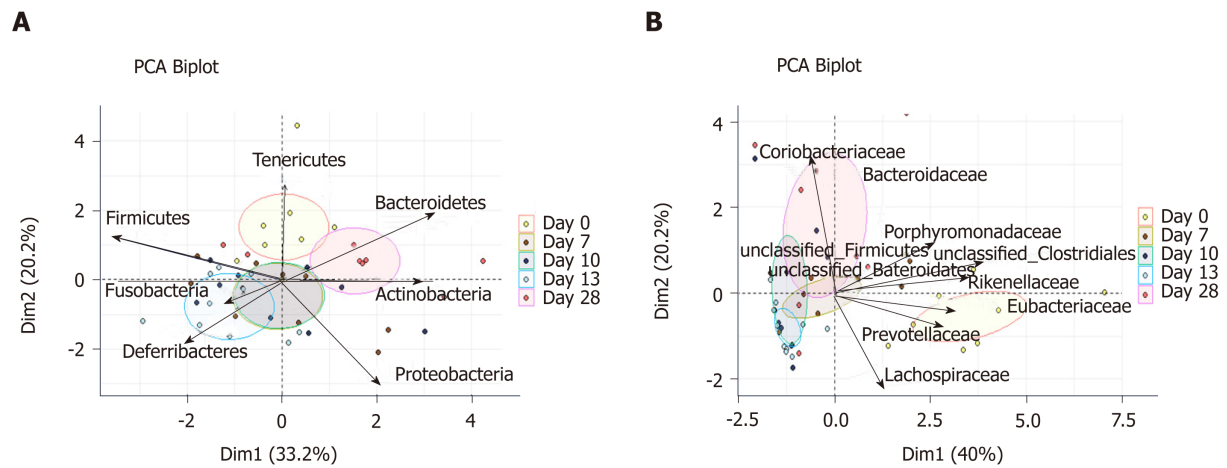 A
PCA Biplot
Dim2 (20.2%)
4
2
0
-2
Tenericutes
Bacteroidetes
Firmicutes
Fusobacteria
Actinobacteria
Deferribacteres
Proteobacteria
-2
0
2
4
Dim1 (33.2%)
Day 0
Day 7
Day 10
Day 13
Day 28
B
PCA Biplot
Dim2 (20.2%)
4
2
0
-2
Coriobacteriaceae
Bacteroidaceae
Porphyromonadaceae
unclassified_Firmicutes
unclassified_Clostridiales
unclassified_Bateroidates
Rikenellaceae
Eubacteriaceae
Prevotellaceae
Lachospiraceae
-2.5
0.0
2.5
5.0
7.5
Dim1 (40%)
Day 0
Day 7
Day 10
Day 13
Day 28